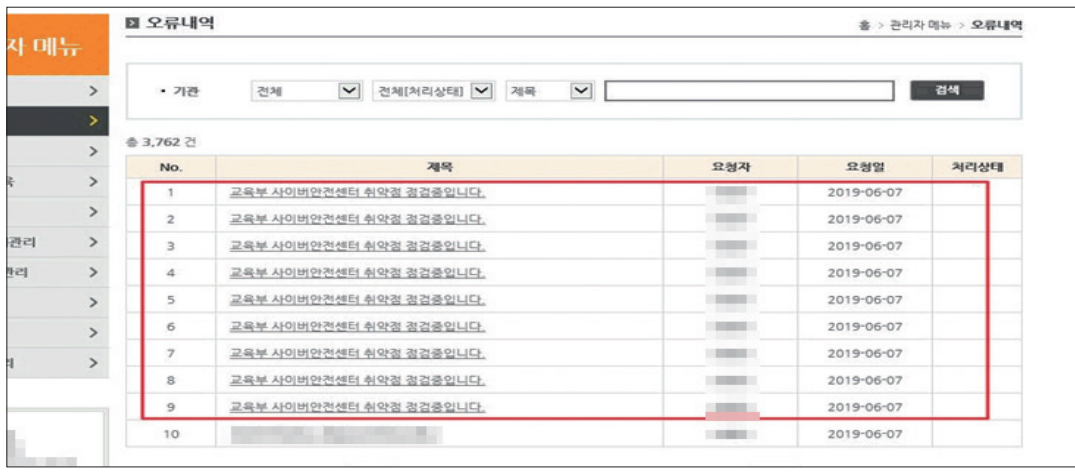 오류내역
홈 > 관리자 메뉴 > 오류내역
자 메뉴
• 기관 전체 전체[처리상태] 제목 검색
총 3,762 건
No. 제목 요청자 요청일 처리상태
1 교육부 사이버안전센터 취약점 점검중입니다. 2019-06-07
2 교육부 사이버안전센터 취약점 점검중입니다. 2019-06-07
3 교육부 사이버안전센터 취약점 점검중입니다. 2019-06-07
관리
4 교육부 사이버안전센터 취약점 점검중입니다. 2019-06-07
관리
5 교육부 사이버안전센터 취약점 점검중입니다. 2019-06-07
6 교육부 사이버안전센터 취약점 점검중입니다. 2019-06-07
7 교육부 사이버안전센터 취약점 점검중입니다. 2019-06-07
8 교육부 사이버안전센터 취약점 점검중입니다. 2019-06-07
9 교육부 사이버안전센터 취약점 점검중입니다. 2019-06-07
10 2019-06-07